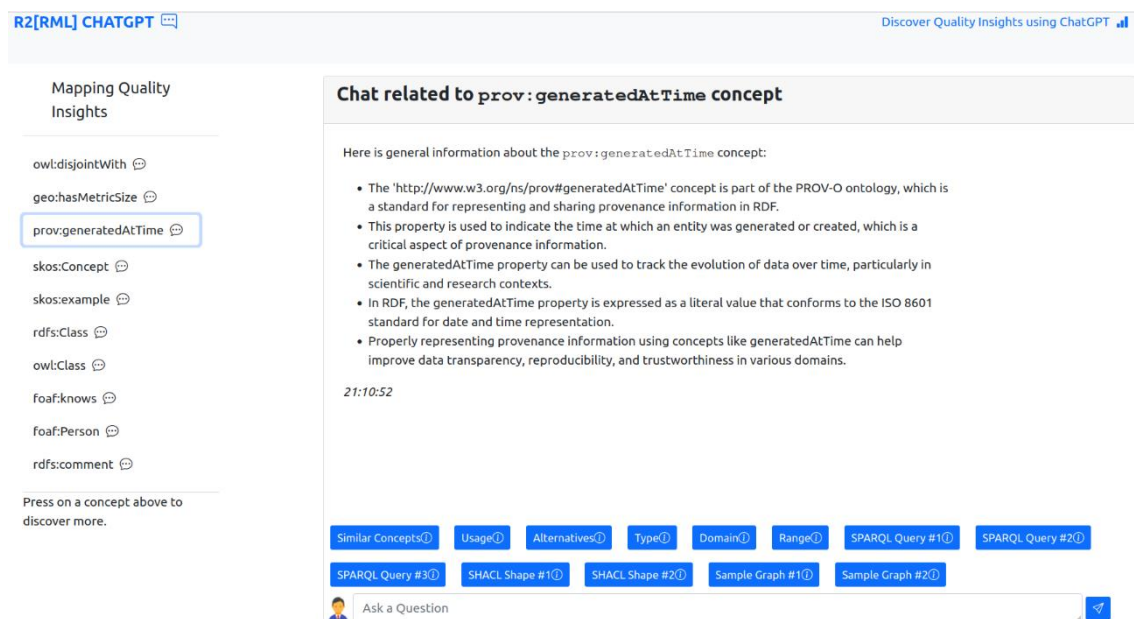 R2[RML] CHATGPT
Discover Quality Insights using ChatGPT
Mapping Quality
Insights
owl:disjointWith
geo:hasMetricSize
prov:generatedAtTime
skos:Concept
skos:example
rdfs:Class
owl:Class
foaf:knows
foaf:Person
rdfs:comment
Press on a concept above to
discover more.
Chat related to prov:generatedAtTime concept
Here is general information about the prov:generatedAtTime concept:
• The 'http://www.w3.org/ns/prov#generatedAtTime' concept is part of the PROV-O ontology, which is
a standard for representing and sharing provenance information in RDF.
• This property is used to indicate the time at which an entity was generated or created, which is a
critical aspect of provenance information.
• The generatedAtTime property can be used to track the evolution of data over time, particularly in
scientific and research contexts.
• In RDF, the generatedAtTime property is expressed as a literal value that conforms to the ISO 8601
standard for date and time representation.
• Properly representing provenance information using concepts like generatedAtTime can help
improve data transparency, reproducibility, and trustworthiness in various domains.
21:10:52
Similar Concepts Usage Alternatives Type Domain Range SPARQL Query #1 SPARQL Query #2
SPARQL Query #3 SHACL Shape #1 SHACL Shape #2 Sample Graph #1 Sample Graph #2
Ask a Question